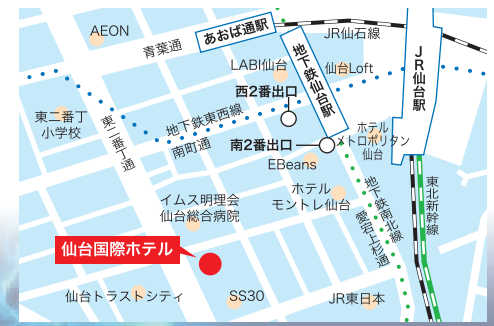 AEON
青葉通
あおば通駅
JR仙石線
LABI仙台
仙台Loft
地下鉄仙台駅
JR仙台駅
西2番出口
東二番丁
小学校
東二番丁通
地下鉄東西線
南町通
南2番出口
ホテル
メトロポリタン
仙台
EBeans
イムス明理会
仙台総合病院
ホテル
モントレ仙台
地下鉄南北線
愛宕上杉通
東北新幹線
仙台国際ホテル
仙台トラストシティ
SS30
JR東日本